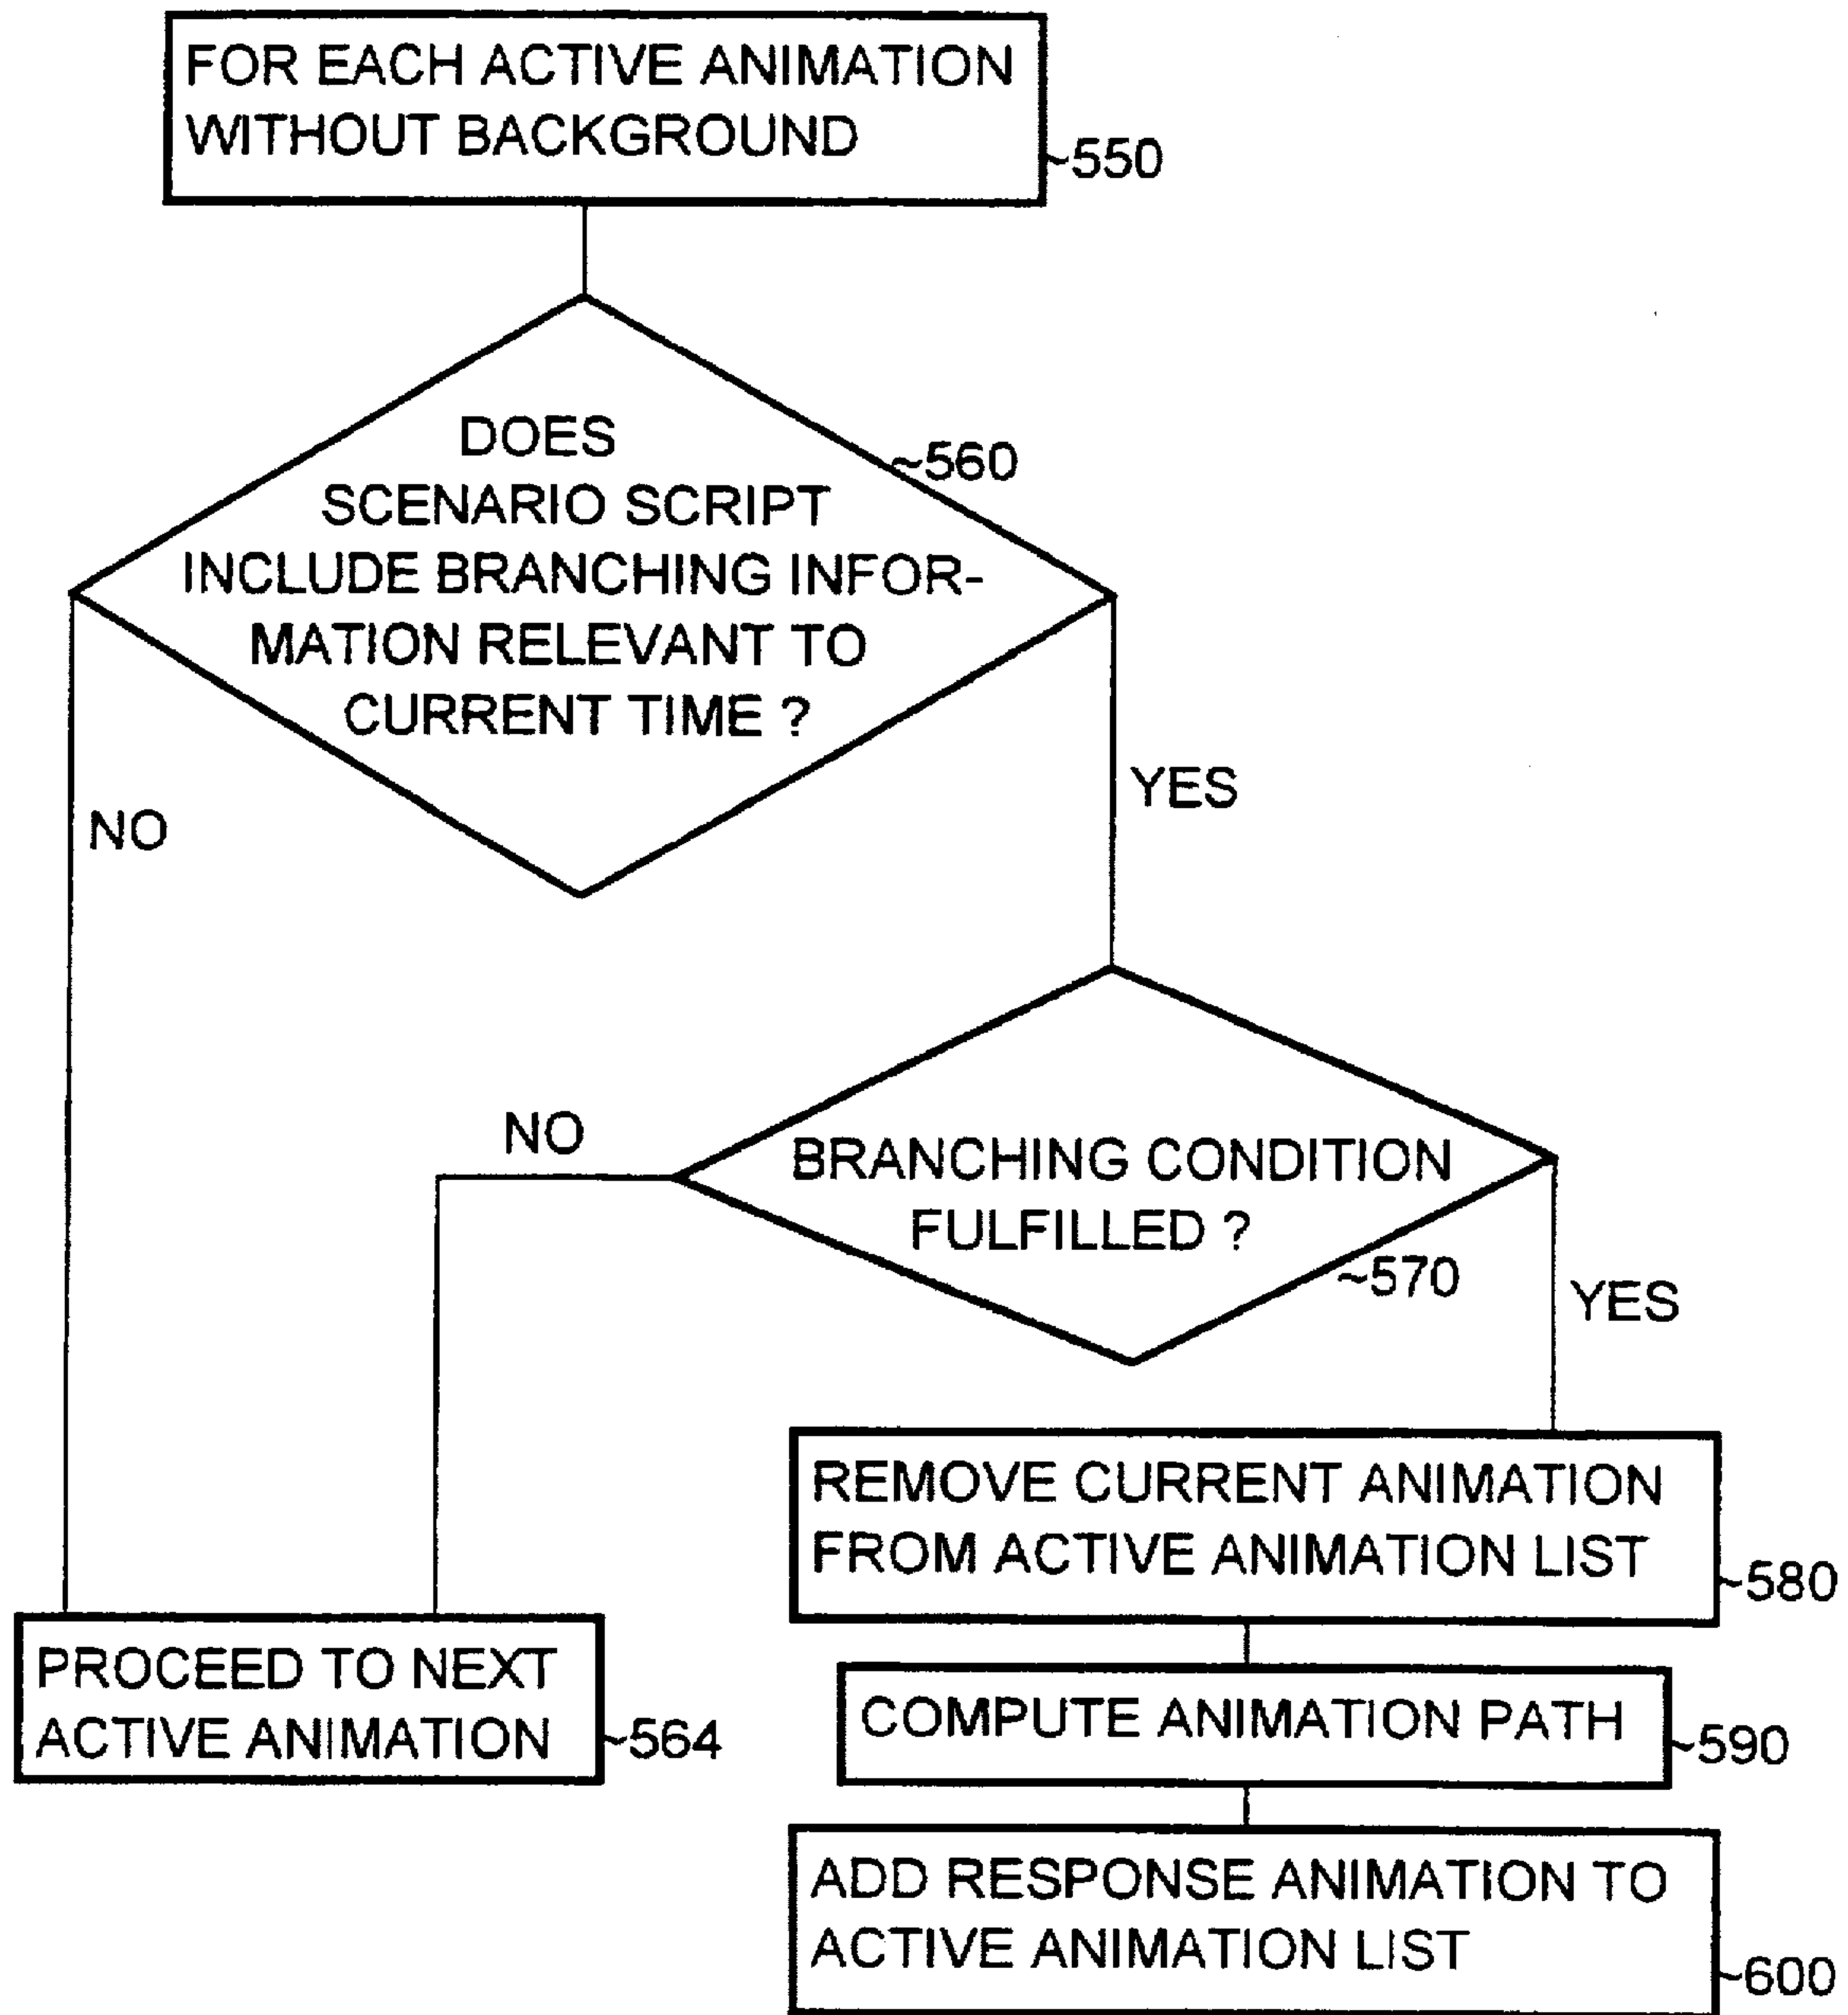 FOR EACH ACTIVE ANIMATION
WITHOUT BACKGROUND
~550
DOES
SCENARIO SCRIPT
INCLUDE BRANCHING INFOR-
MATION RELEVANT TO
CURRENT TIME ?
~560
NO
YES
BRANCHING CONDITION
FULFILLED ?
~570
NO
YES
REMOVE CURRENT ANIMATION
FROM ACTIVE ANIMATION LIST
~580
PROCEED TO NEXT
ACTIVE ANIMATION
~564
COMPUTE ANIMATION PATH
~590
ADD RESPONSE ANIMATION TO
ACTIVE ANIMATION LIST
~600